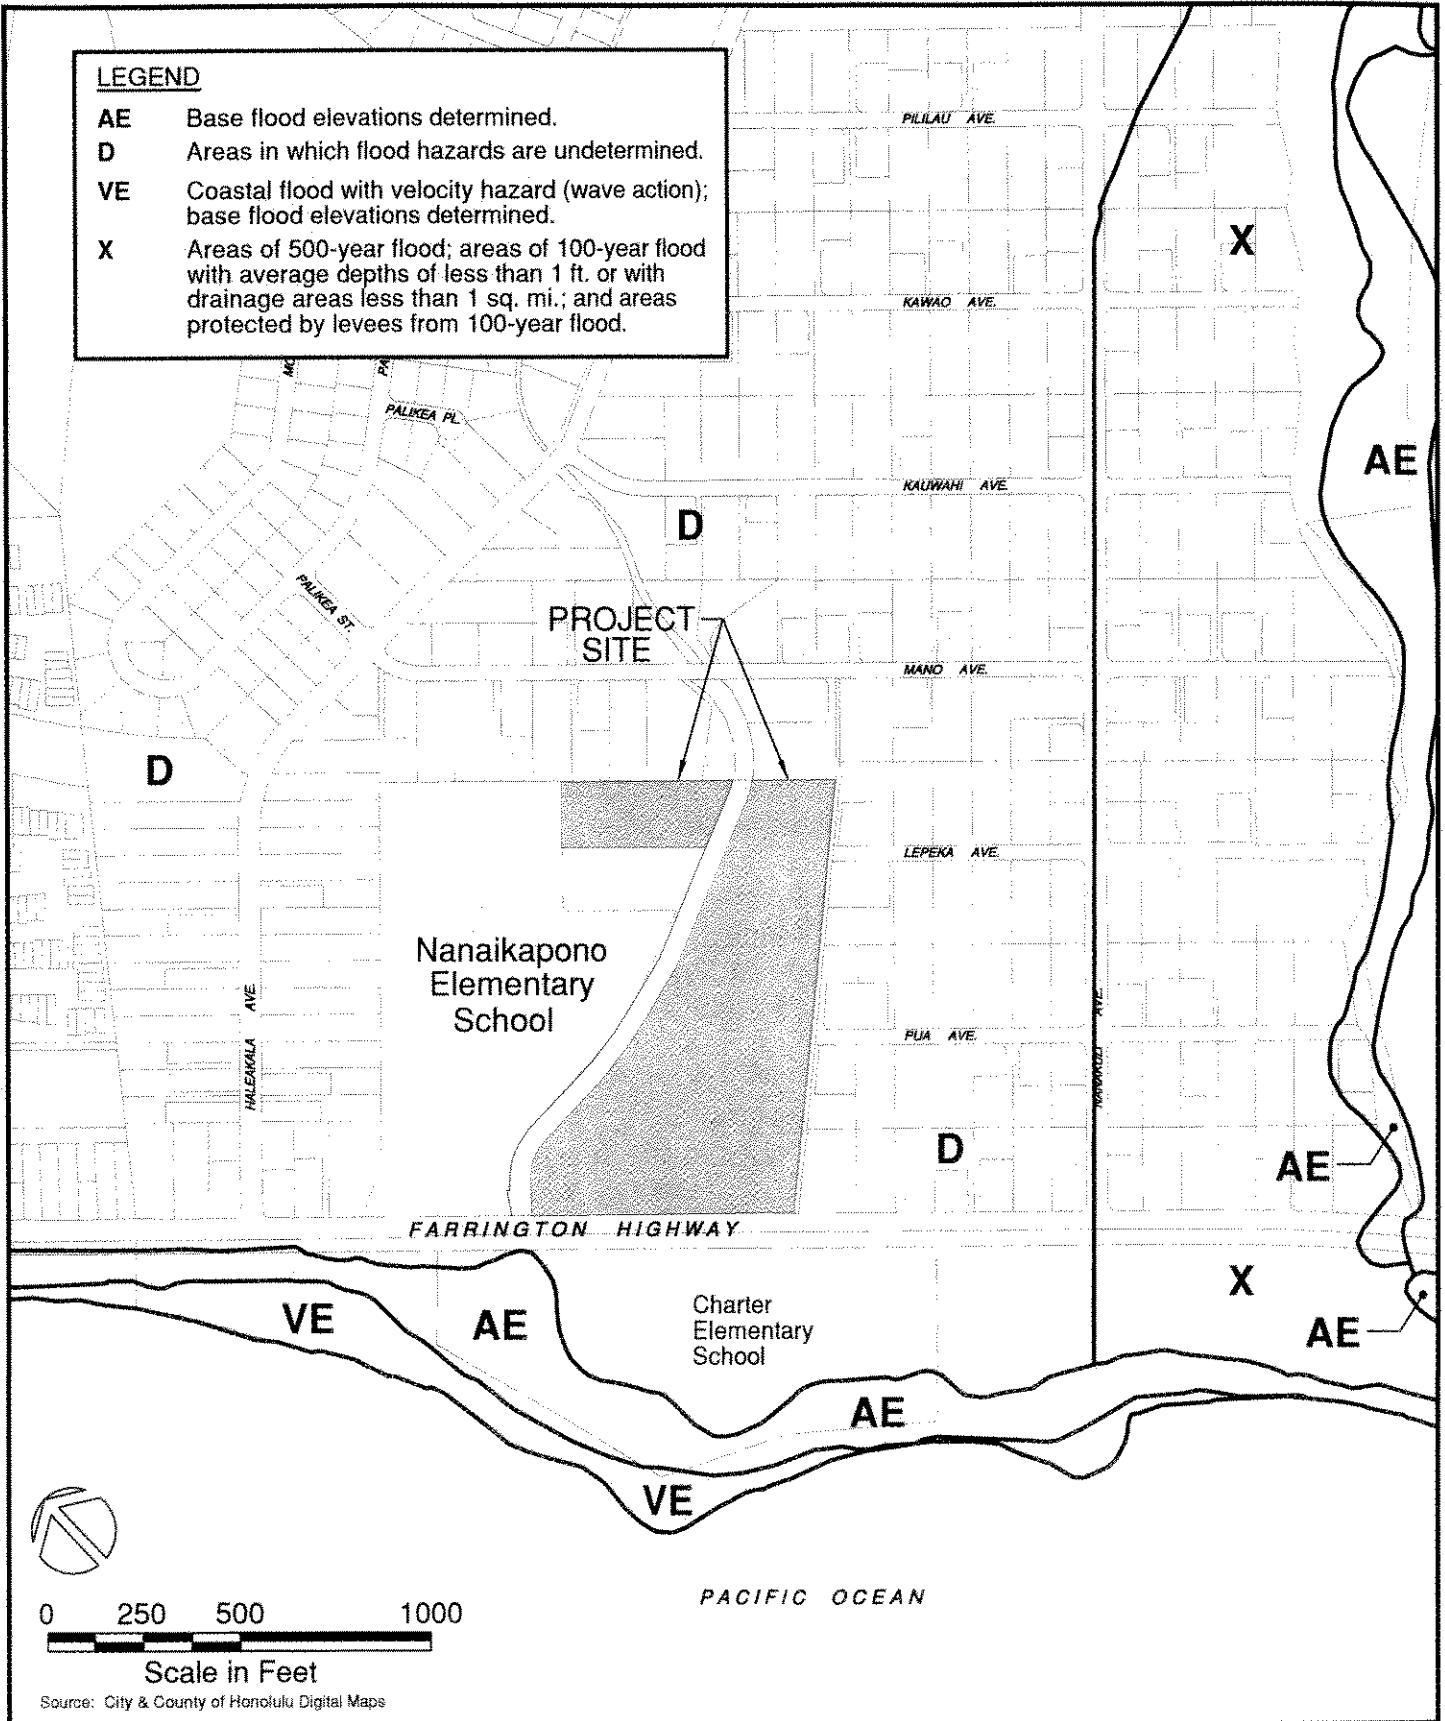 LEGEND
AE Base flood elevations determined.
D Areas in which flood hazards are undetermined.
VE Coastal flood with velocity hazard (wave action);
base flood elevations determined.
X Areas of 500-year flood; areas of 100-year flood
with average depths of less than 1 ft. or with
drainage areas less than 1 sq. mi.; and areas
protected by levees from 100-year flood.
PILILAU AVE.
X
KAWAO AVE.
MO
PA
PALIKEA PL.
AE
KAUWAHI AVE.
D
PALIKEA ST.
PROJECT
SITE
MANO AVE.
D
LEPEKA AVE.
Nanaikapono
Elementary
School
HALEAKALA AVE.
NANAKULI AVE.
PUA AVE.
D
AE
FARRINGTON HIGHWAY
X
VE
AE
Charter
Elementary
School
AE
AE
VE
PACIFIC OCEAN
0 250 500 1000
Scale in Feet
Source: City & County of Honolulu Digital Maps